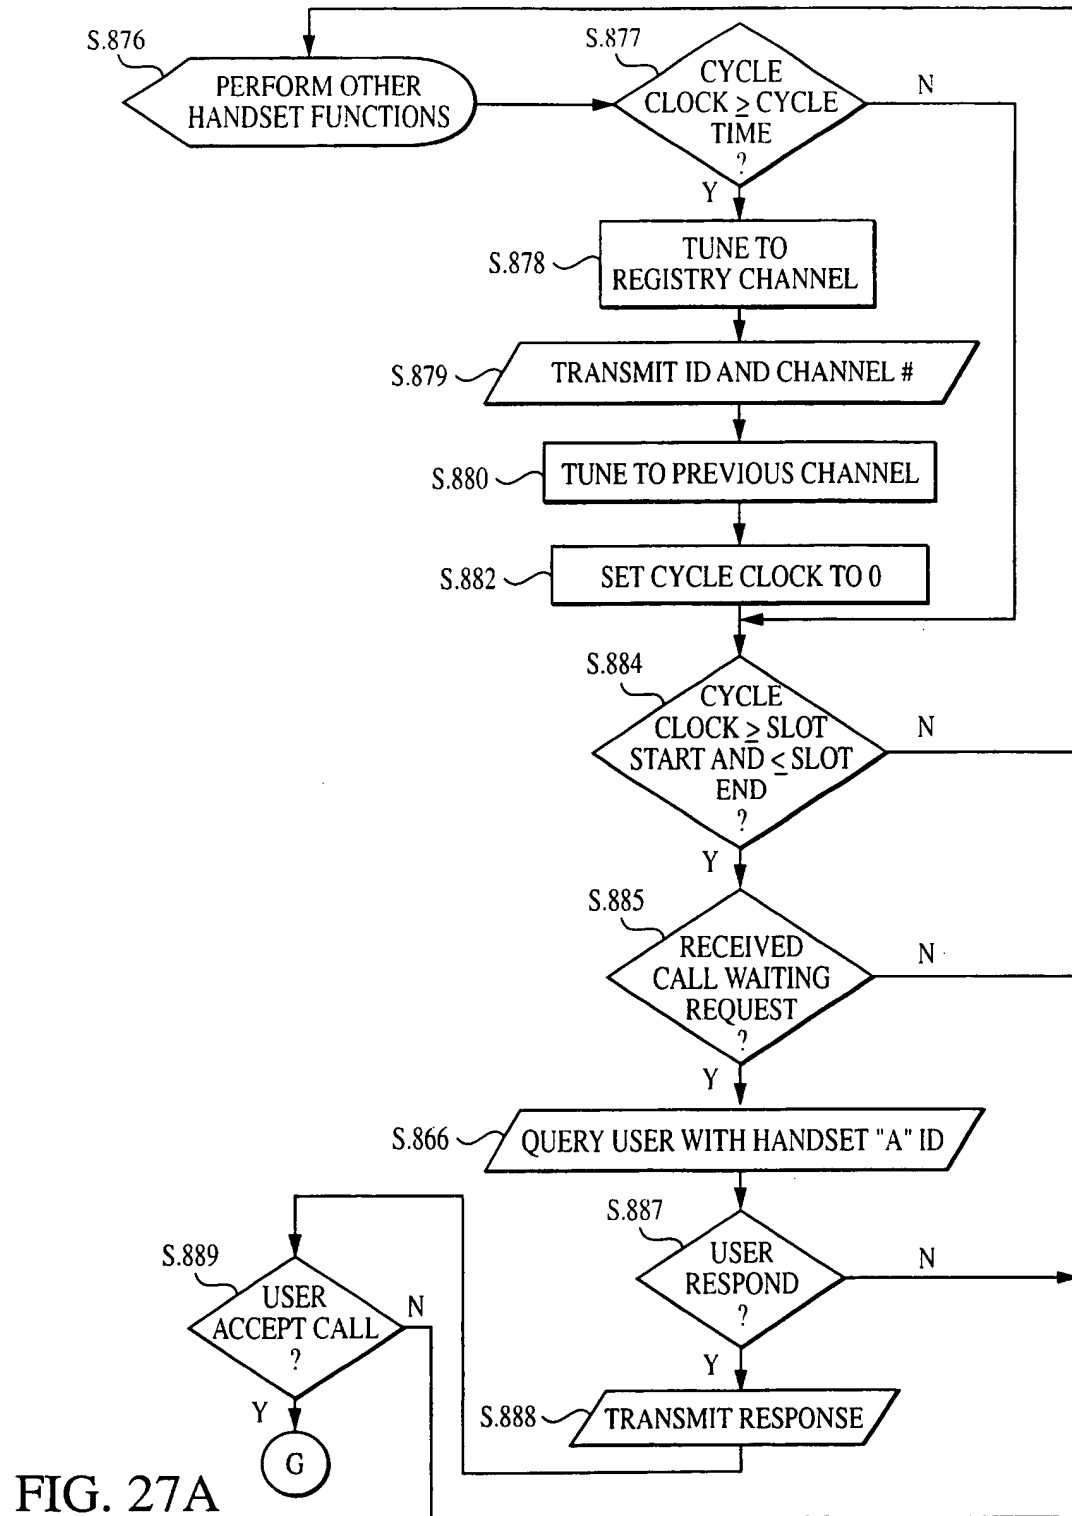 S.876
PERFORM OTHER
HANDSET FUNCTIONS
S.877
CYCLE
CLOCK ≥ CYCLE
TIME
?
N
Y
S.878
TUNE TO
REGISTRY CHANNEL
S.879
TRANSMIT ID AND CHANNEL #
S.880
TUNE TO PREVIOUS CHANNEL
S.882
SET CYCLE CLOCK TO 0
S.884
CYCLE
CLOCK ≥ SLOT
START AND ≤ SLOT
END
?
N
Y
S.885
RECEIVED
CALL WAITING
REQUEST
?
N
Y
S.866
QUERY USER WITH HANDSET "A" ID
S.887
USER
RESPOND
?
N
Y
S.888
TRANSMIT RESPONSE
S.889
USER
ACCEPT CALL
?
N
Y
G
FIG. 27A